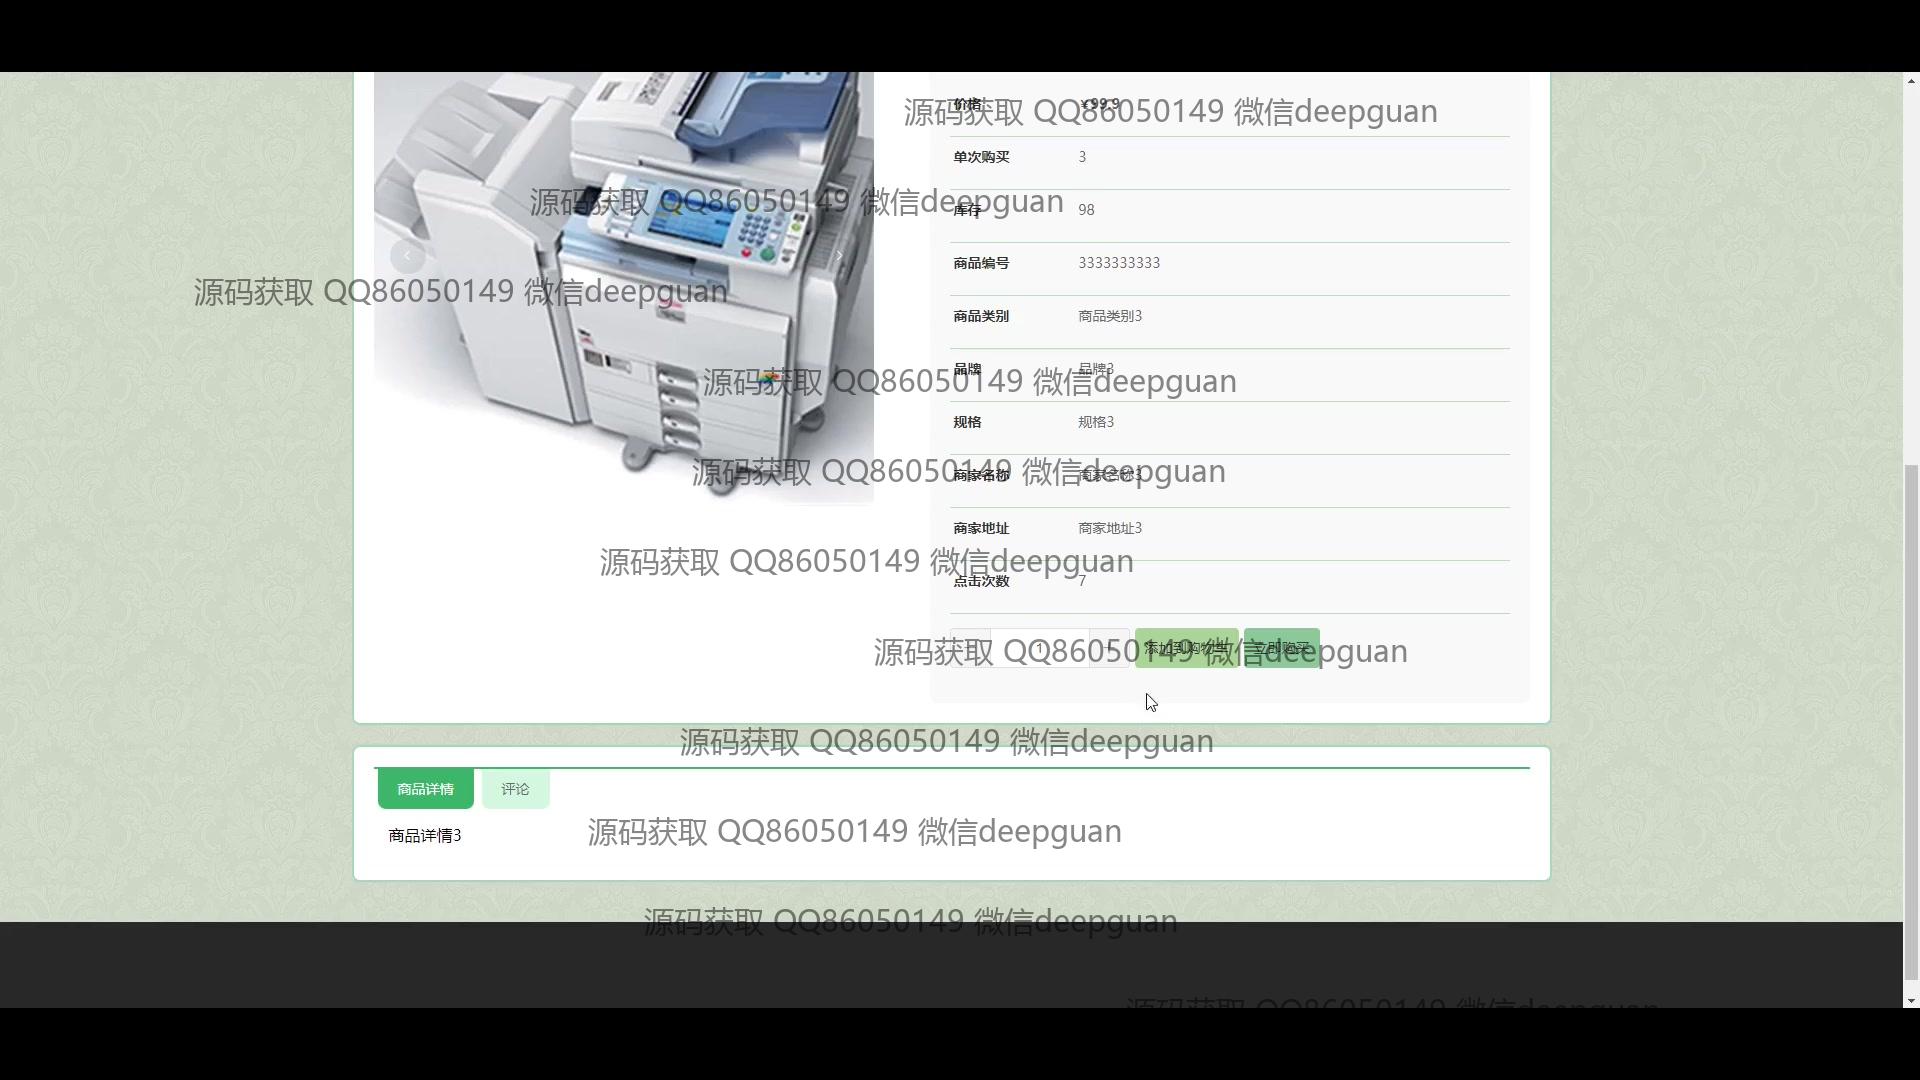 价格 ¥99.9
源码获取 QQ86050149 微信deepguan
单次购买 3
源码获取 QQ86050149 微信deepguan
库存 98
商品编号 3333333333
源码获取 QQ86050149 微信deepguan
商品类别 商品类别3
品牌 品牌3
源码获取 QQ86050149 微信deepguan
规格 规格3
源码获取 QQ86050149 微信deepguan
商家名称 商家名称3
商家地址 商家地址3
源码获取 QQ86050149 微信deepguan
点击次数 7
1 + 添加到购物车 立即购买
源码获取 QQ86050149 微信deepguan
源码获取 QQ86050149 微信deepguan
商品详情 评论
源码获取 QQ86050149 微信deepguan
商品详情3
源码获取 QQ86050149 微信deepguan
源码获取 QQ86050149 微信deepguan